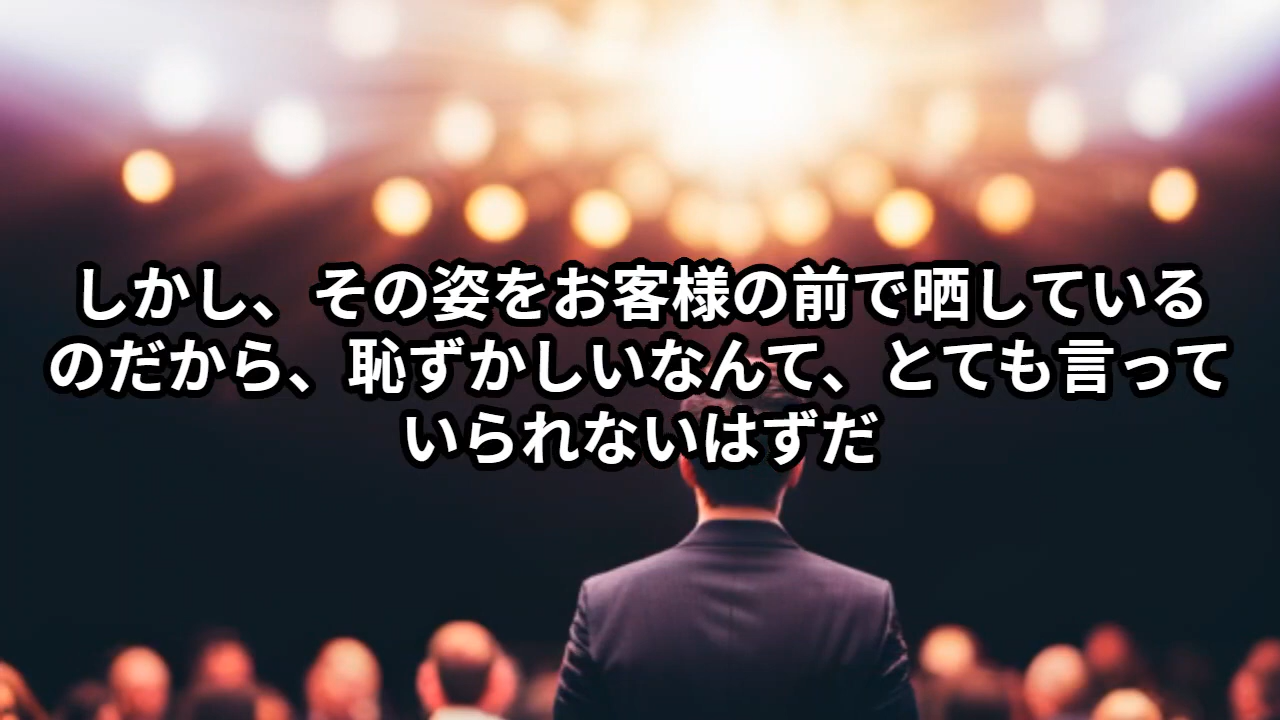 しかし、その姿をお客様の前で晒している
のだから、恥ずかしいなんて、とても言って
いられないはずだ